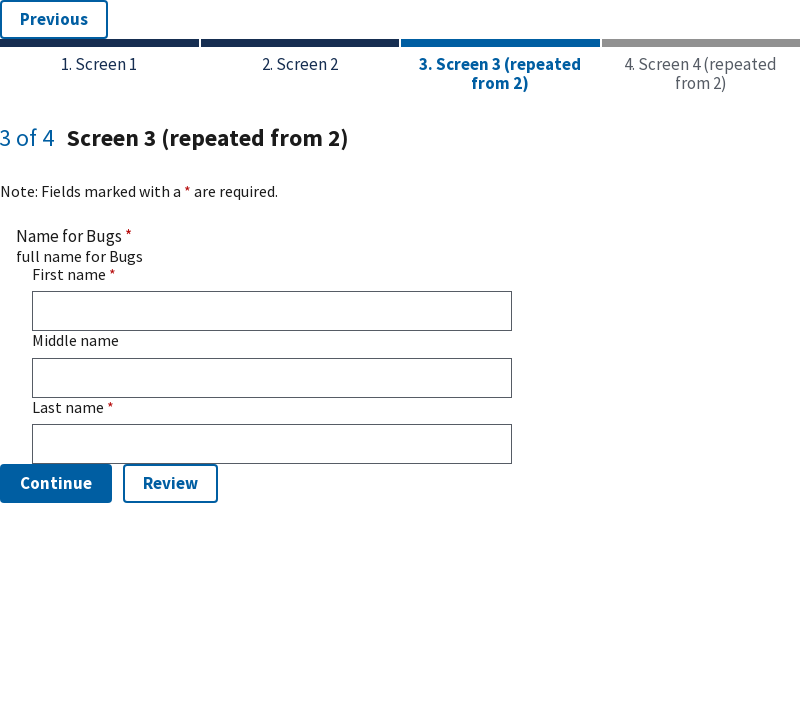 Previous
1. Screen 1
2. Screen 2
3. Screen 3 (repeated
from 2)
4. Screen 4 (repeated
from 2)
3 of 4 Screen 3 (repeated from 2)
Note: Fields marked with a * are required.
Name for Bugs *
full name for Bugs
First name *
Middle name
Last name *
Continue
Review